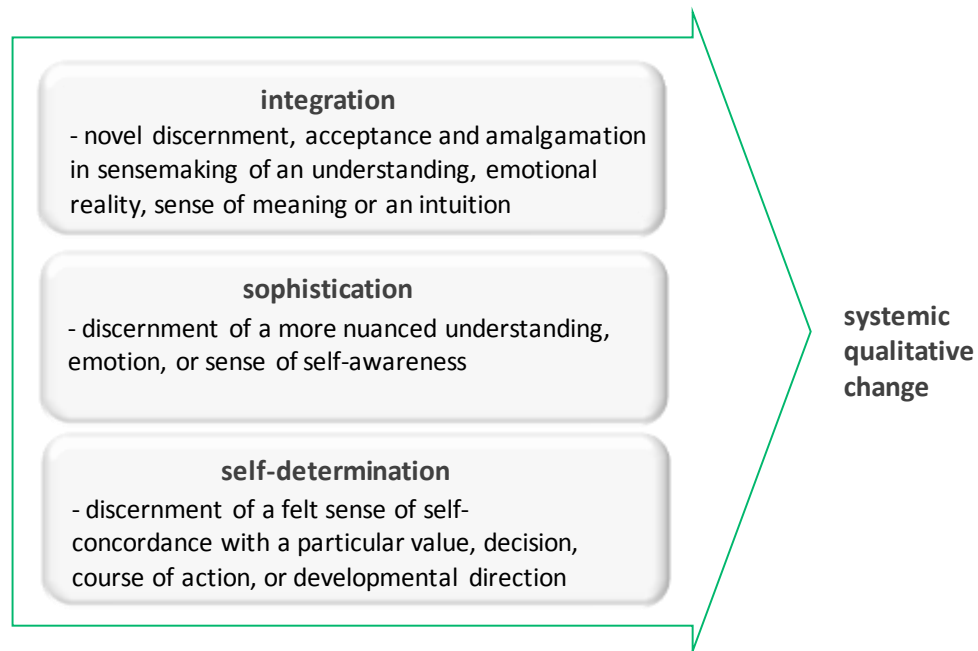 integration
- novel discernment, acceptance and amalgamation
in sensemaking of an understanding, emotional
reality, sense of meaning or an intuition
sophistication
- discernment of a more nuanced understanding,
emotion, or sense of self-awareness
self-determination
- discernment of a felt sense of self-
concordance with a particular value, decision,
course of action, or developmental direction
systemic
qualitative
change